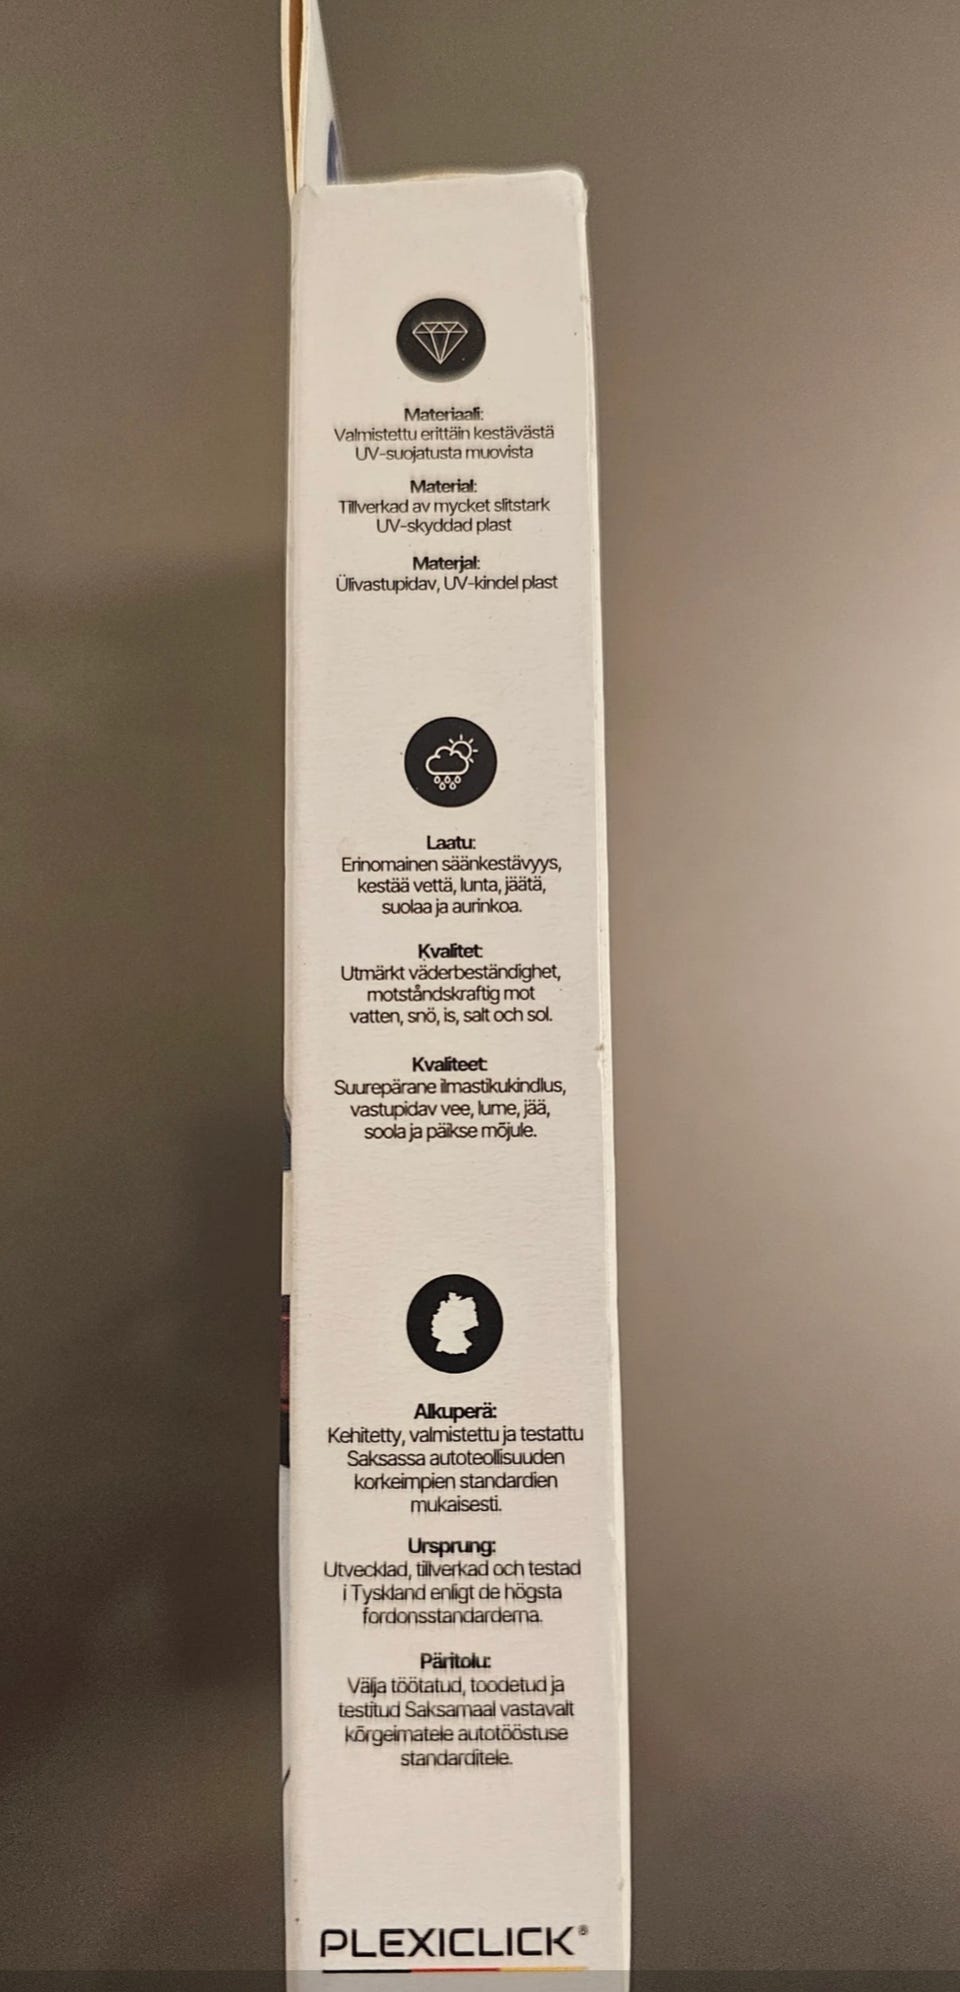 Materiaali:
Valmistettu erittäin kestävästä
UV-suojatusta muovista
Material:
Tillverkad av mycket slitstark
UV-skyddad plast
Materjal:
Ülivastupidav, UV-kindel plast
Laatu:
Erinomainen säänkestävyys,
kestää vettä, lunta, jäätä,
suolaa ja aurinkoa.
Kvalitet:
Utmärkt väderbeständighet,
motståndskraftig mot
vatten, snö, is, salt och sol.
Kvaliteet:
Suurepärane ilmastikukindlus,
vastupidav vee, lume, jää,
soola ja päikse mõjule.
Alkuperä:
Kehitetty, valmistettu ja testattu
Saksassa autoteollisuuden
korkeimpien standardien
mukaisesti.
Ursprung:
Utvecklad, tillverkad och testad
i Tyskland enligt de högsta
fordonsstandarderna.
Päritolu:
Välja töötatud, toodetud ja
testitud Saksamaal vastavalt
kõrgeimatele autotööstuse
standarditele.
PLEXICLICK®